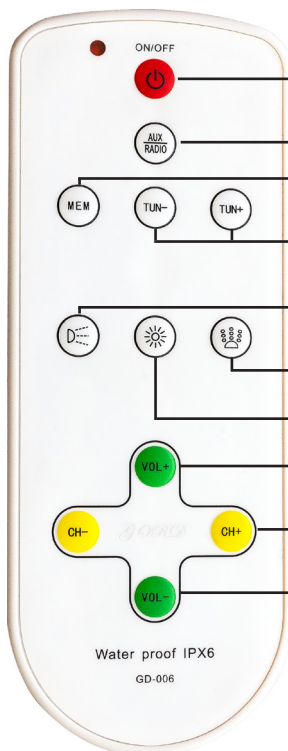 ON/OFF
AUX
RADIO
MEM
TUN-
TUN+
VOL+
CH-
CH+
VOL-
Water proof IPX6
GD-006